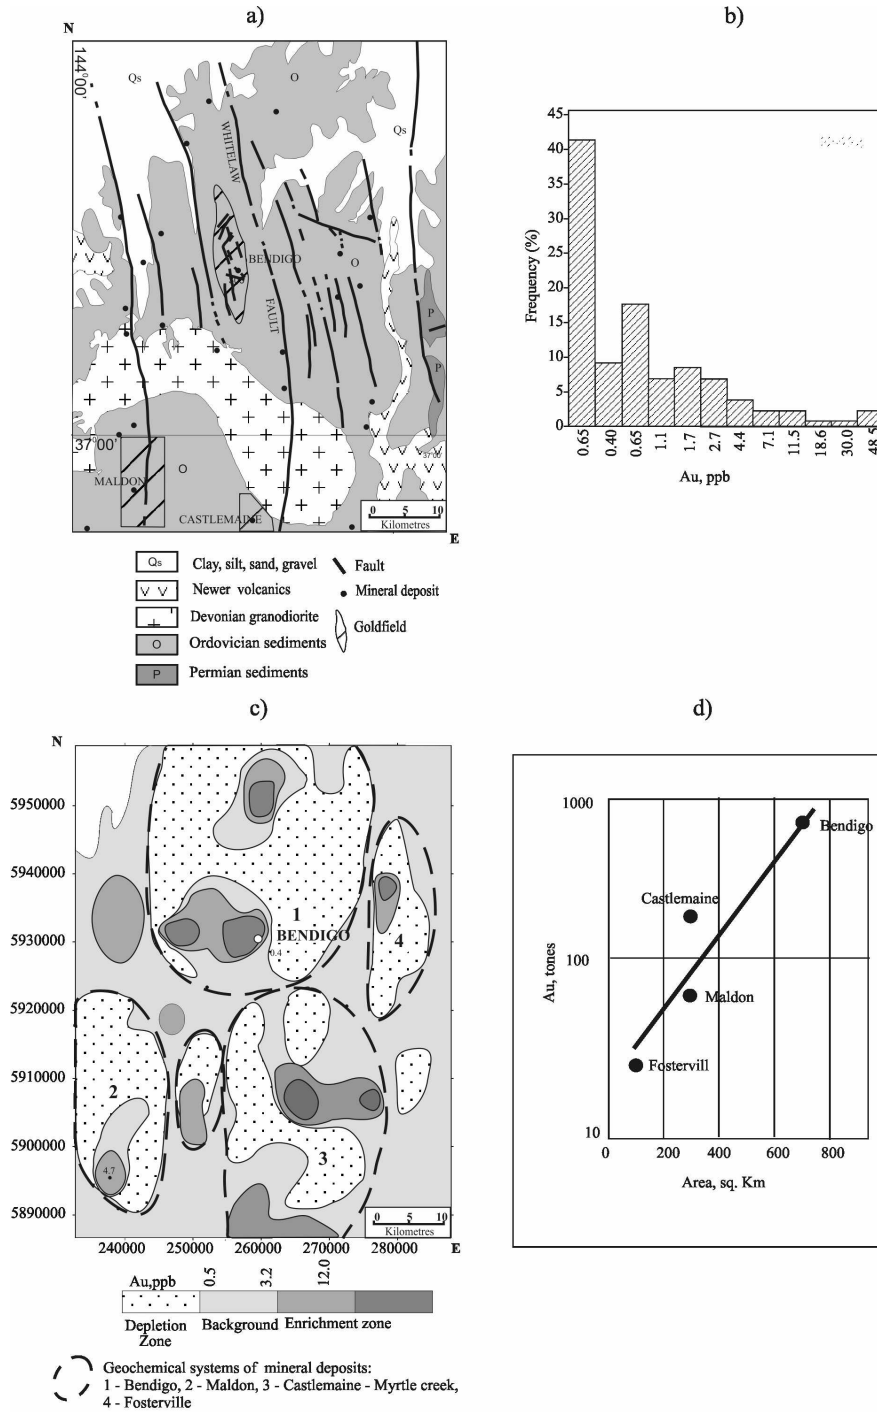 a)
N
144°00'
Qs
O
Qs
WHITELAW
BENDIGO
O
FAULT
P
P
37°00'
37°00'
MALDON
O
CASTLEMAINE
0 5 10
Kilometres
E
Qs Clay, silt, sand, gravel
Newer volcanics
Devonian granodiorite
O Ordovician sediments
P Permian sediments
Fault
Mineral deposit
Goldfield
b)
45
40
35
30
25
20
15
10
5
0
Frequency (%)
0.65 0.40 0.65 1.1 1.7 2.7 4.4 7.1 11.5 18.6 30.0 48.5
Au, ppb
c)
N
5950000
5940000
5930000
5920000
5910000
5900000
5890000
1
BENDIGO
0.4
4
2
4.7
3
0 5 10
Kilometres
240000 250000 260000 270000 280000 E
Au,ppb 0.5 3.2 12.0
Depletion Zone
Background
Enrichment zone
Geochemical systems of mineral deposits:
1 - Bendigo, 2 - Maldon, 3 - Castlemaine - Myrtle creek,
4 - Fosterville
d)
1000
100
10
Au, tones
Bendigo
Castlemaine
Maldon
Fostervill
0 200 400 600 800
Area, sq. Km